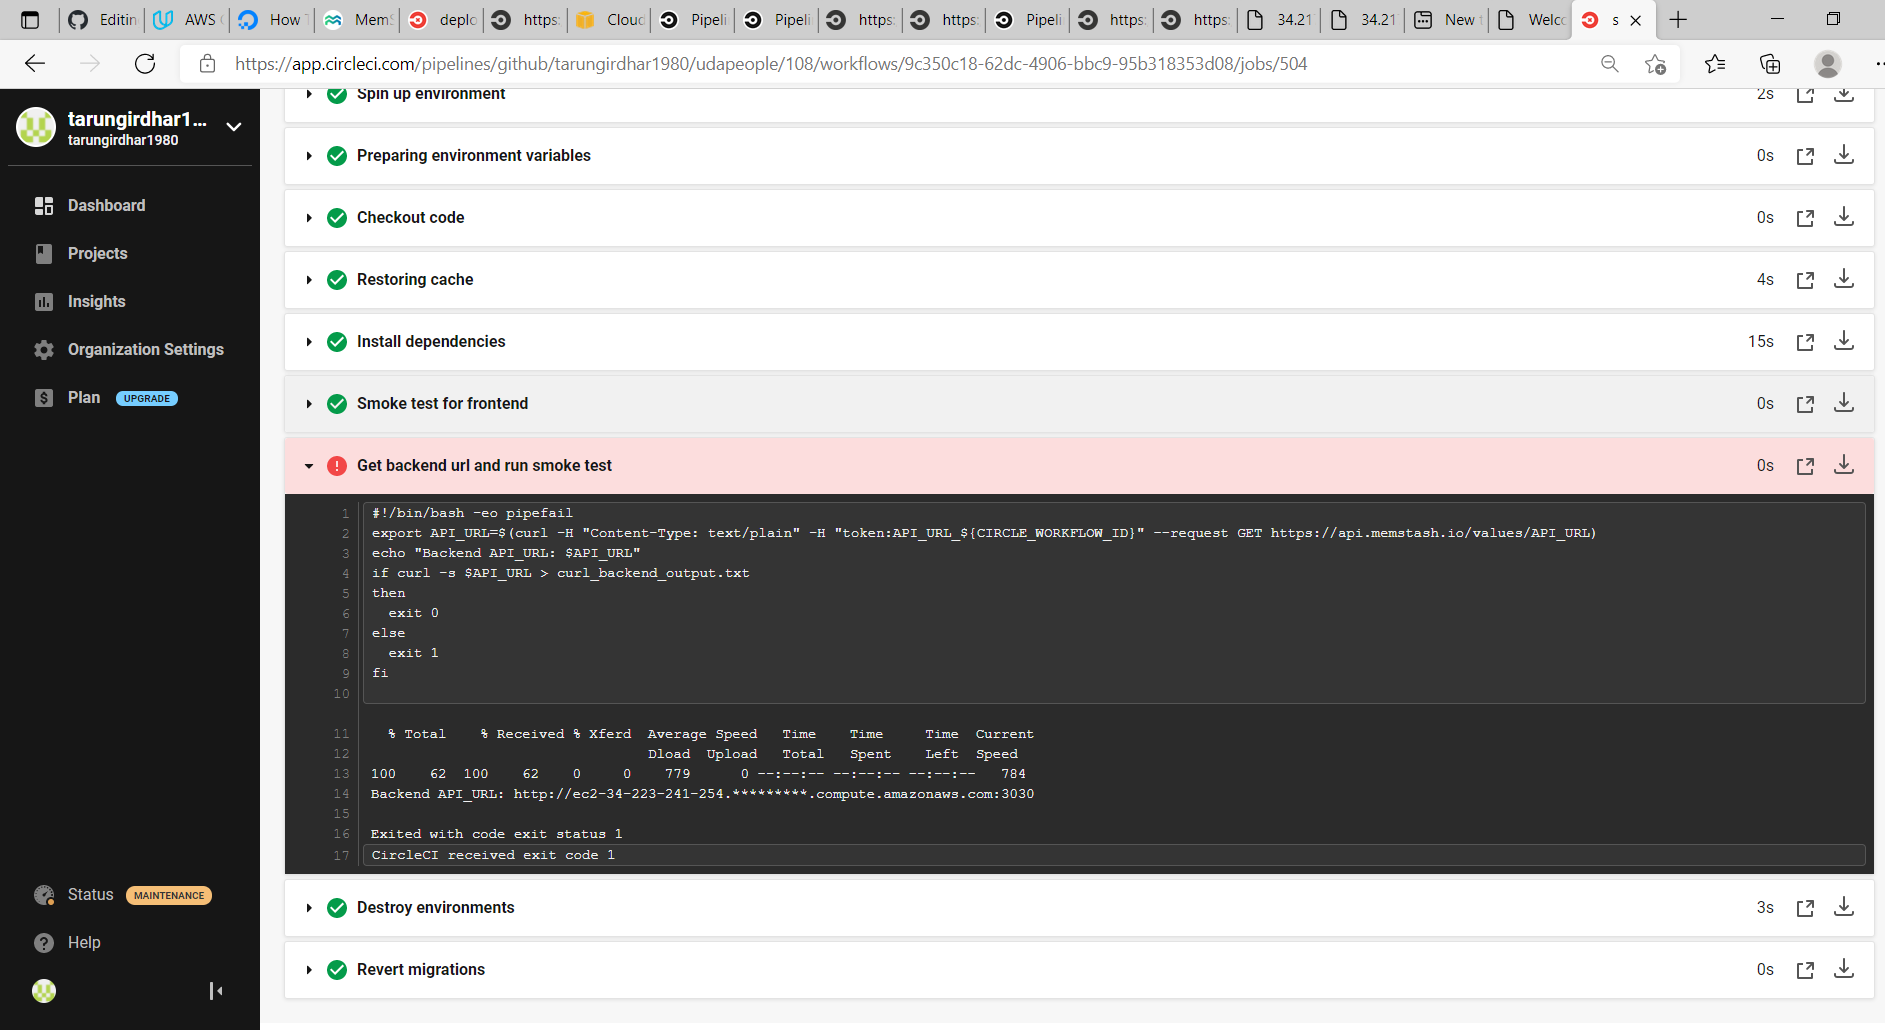 Editin
AWS
How
MemS
deplo
https:
Cloud
Pipeli
Pipeli
https:
https:
Pipeli
https:
https:
34.21
34.21
New
Welco
s
https://app.circleci.com/pipelines/github/tarungirdhar1980/udapeople/108/workflows/9c350c18-62dc-4906-bbc9-95b318353d08/jobs/504
tarungirdhar1...
tarungirdhar1980
Dashboard
Projects
Insights
Organization Settings
Plan UPGRADE
Status MAINTENANCE
Help
Spin up environment 2s
Preparing environment variables 0s
Checkout code 0s
Restoring cache 4s
Install dependencies 15s
Smoke test for frontend 0s
Get backend url and run smoke test 0s
1 #!/bin/bash -eo pipefail
2 export API_URL=$(curl -H "Content-Type: text/plain" -H "token:API_URL_${CIRCLE_WORKFLOW_ID}" --request GET https://api.memstash.io/values/API_URL)
3 echo "Backend API_URL: $API_URL"
4 if curl -s $API_URL > curl_backend_output.txt
5 then
6 exit 0
7 else
8 exit 1
9 fi
10
11 % Total % Received % Xferd Average Speed Time Time Time Current
12 Dload Upload Total Spent Left Speed
13 100 62 100 62 0 0 779 0 --:--:-- --:--:-- --:--:-- 784
14 Backend API_URL: http://ec2-34-223-241-254.*********.compute.amazonaws.com:3030
15
16 Exited with code exit status 1
17 CircleCI received exit code 1
Destroy environments 3s
Revert migrations 0s